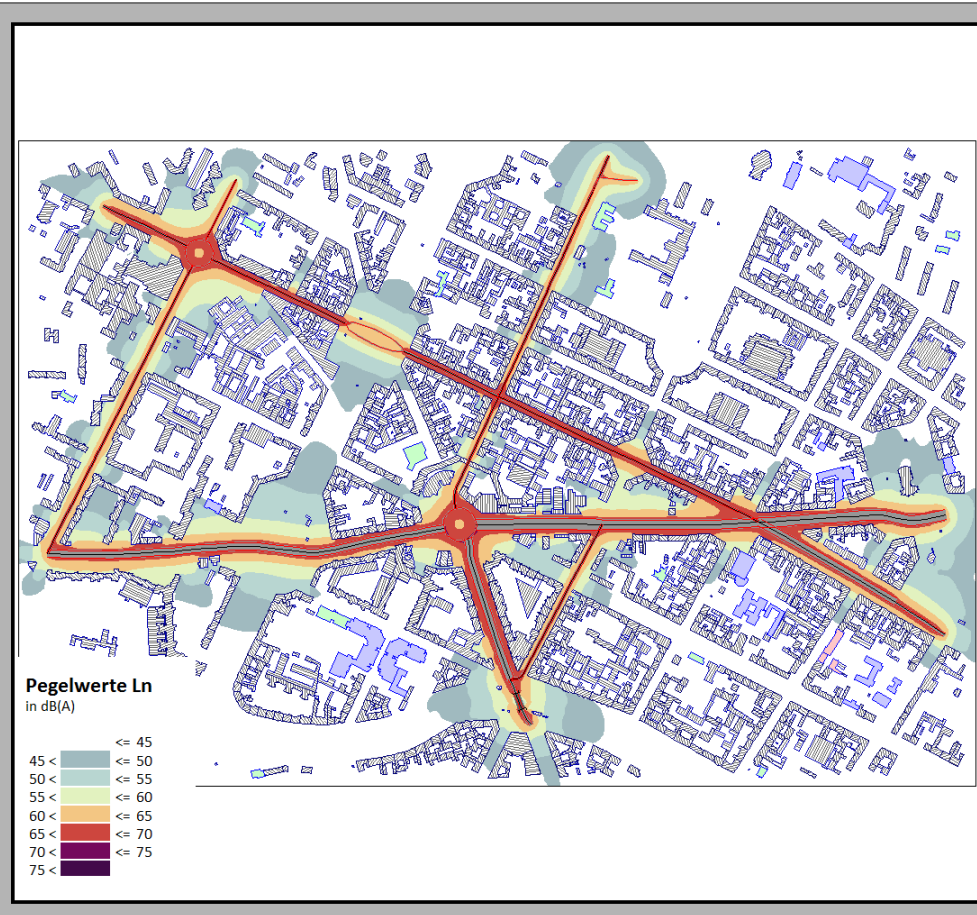 Pegelwerte Ln
in dB(A)
<= 45
45 < <= 50
50 < <= 55
55 < <= 60
60 < <= 65
65 < <= 70
70 < <= 75
75 <